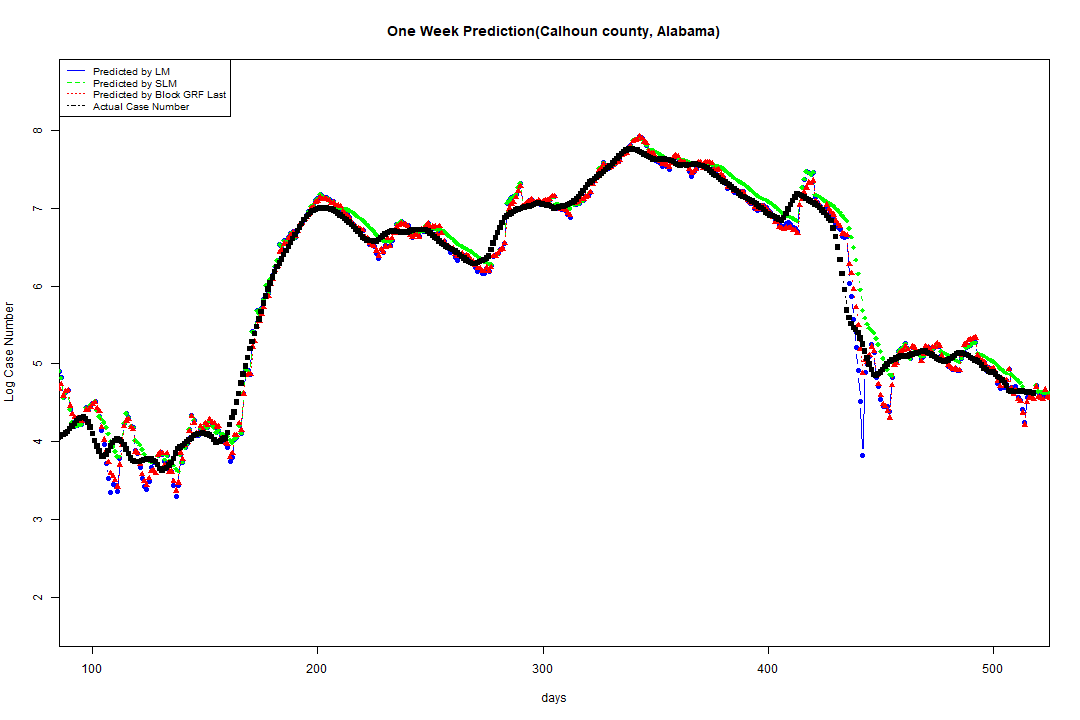 One Week Prediction(Calhoun county, Alabama)
Predicted by LM
Predicted by SLM
Predicted by Block GRF Last
Actual Case Number
8
7
6
5
4
3
2
Log Case Number
100 200 300 400 500
days